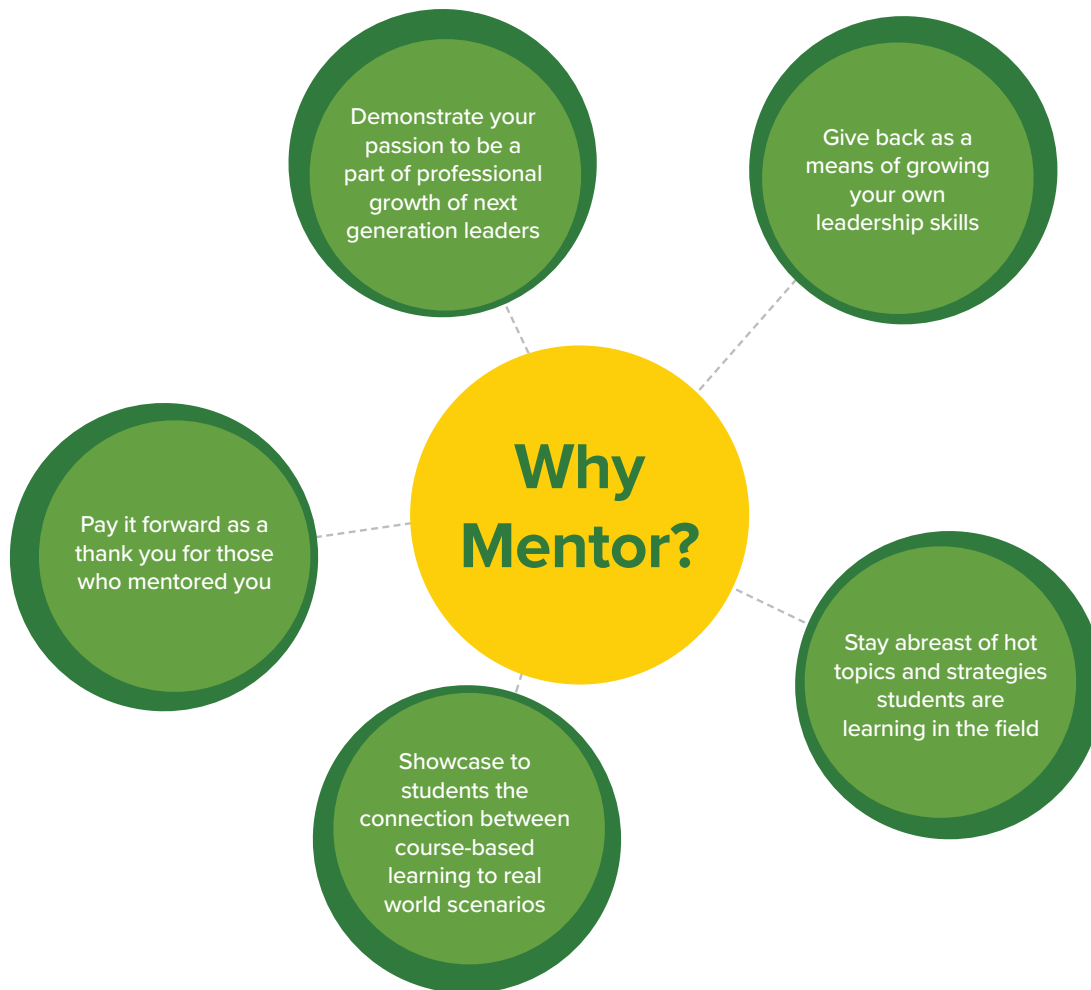 Demonstrate your
passion to be a
part of professional
growth of next
generation leaders
Give back as a
means of growing
your own
leadership skills
Why
Mentor?
Pay it forward as a
thank you for those
who mentored you
Stay abreast of hot
topics and strategies
students are
learning in the field
Showcase to
students the
connection between
course-based
learning to real
world scenarios